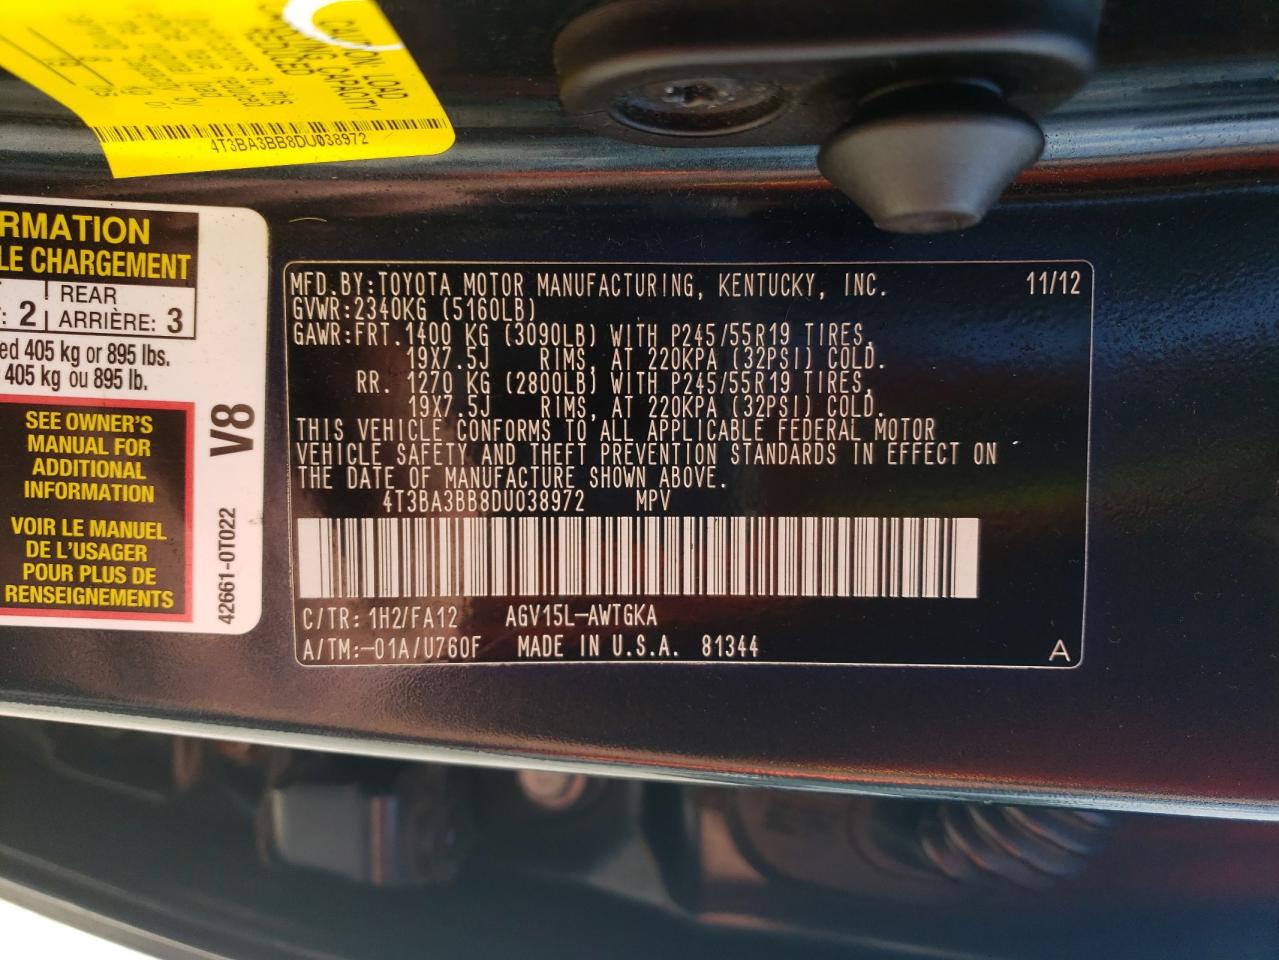 CAUTION LOAD
CARRYING CAPACITY
REDUCED
4T3BA3BB8DU038972
RMATION
LE CHARGEMENT
2 REAR
ARRIÈRE: 3
ed 405 kg or 895 lbs.
405 kg ou 895 lb.
SEE OWNER'S
MANUAL FOR
ADDITIONAL
INFORMATION
VOIR LE MANUEL
DE L'USAGER
POUR PLUS DE
RENSEIGNEMENTS
V8
42661-0T022
MFD.BY:TOYOTA MOTOR MANUFACTURING, KENTUCKY, INC. 11/12
GVWR:2340KG (5160LB)
GAWR:FRT.1400 KG (3090LB) WITH P245/55R19 TIRES,
19X7.5J RIMS, AT 220KPA (32PSI) COLD.
RR. 1270 KG (2800LB) WITH P245/55R19 TIRES,
19X7.5J RIMS, AT 220KPA (32PSI) COLD.
THIS VEHICLE CONFORMS TO ALL APPLICABLE FEDERAL MOTOR
VEHICLE SAFETY AND THEFT PREVENTION STANDARDS IN EFFECT ON
THE DATE OF MANUFACTURE SHOWN ABOVE.
4T3BA3BB8DU038972 MPV
C/TR: 1H2/FA12 AGV15L-AWTGKA
A/TM:-01A/U760F MADE IN U.S.A. 81344 A